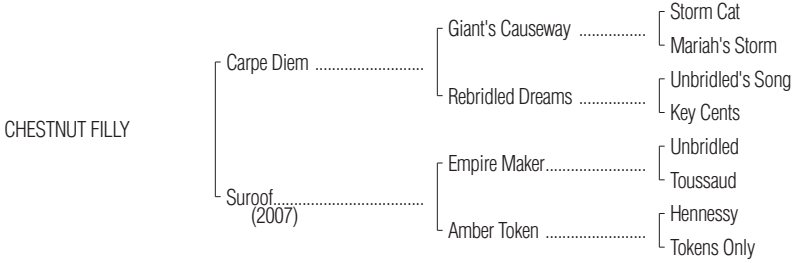 Storm Cat
Giant's Causeway ................
Mariah's Storm
Carpe Diem ..........................
Unbridled's Song
Rebridled Dreams ................
Key Cents
CHESTNUT FILLY
Unbridled
Empire Maker........................
Toussaud
Suroof....................................
(2007)
Hennessy
Amber Token ........................
Tokens Only